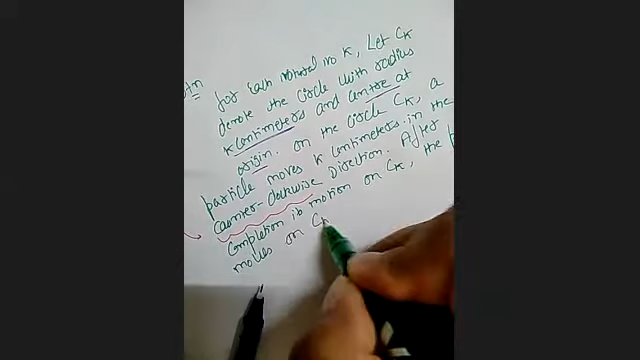 for each natural no K, Let CK
denote the circle with radius
K Centimeters and Centre at
origin. on the circle CK, a
particle moves K Centimeters in the
Counter-clockwise Direction. After
Completion its motion on CK, the
moves on CK